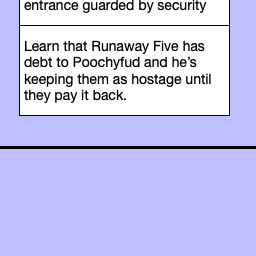 entrance guarded by security
Learn that Runaway Five has
debt to Poochyfud and he's
keeping them as hostage until
they pay it back.